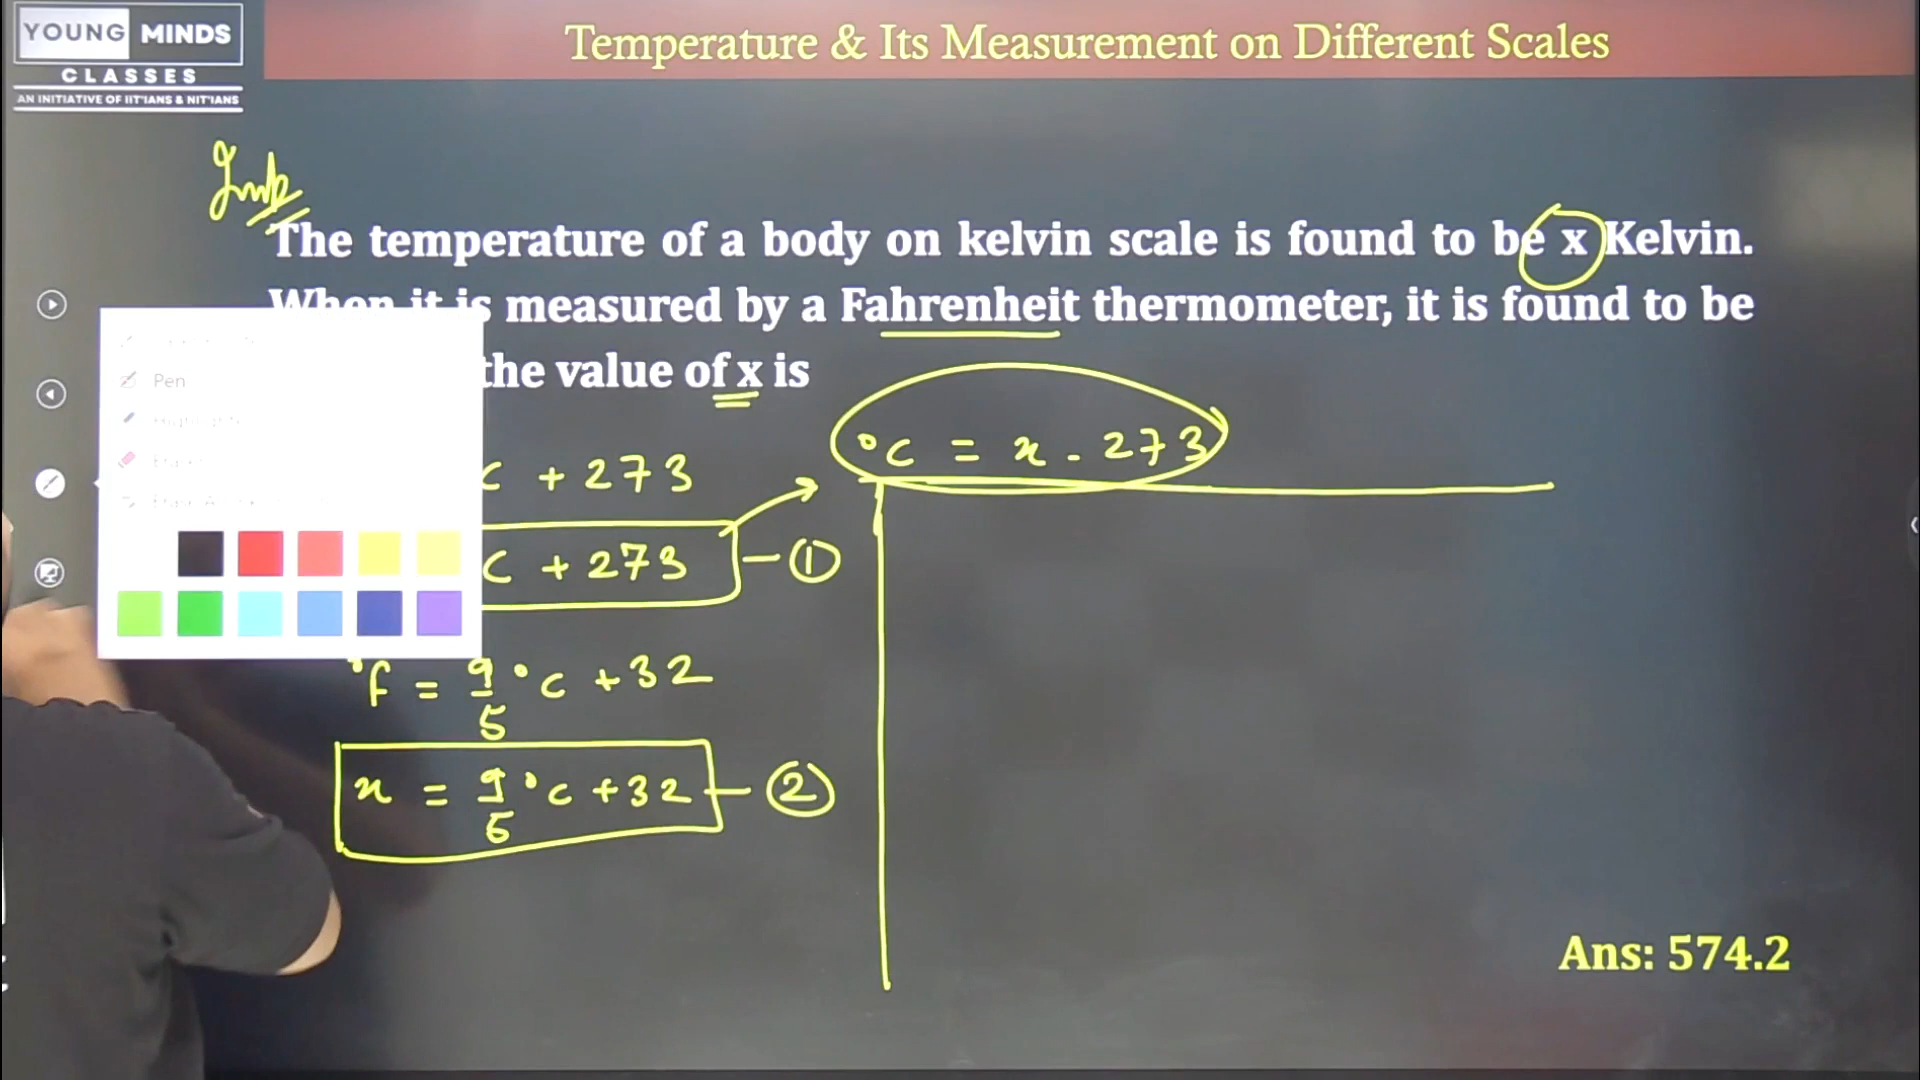 YOUNG MINDS
CLASSES
AN INITIATIVE OF IIT'IANS & NIT'IANS
Temperature & Its Measurement on Different Scales
Imp
The temperature of a body on kelvin scale is found to be x Kelvin.
When it is measured by a Fahrenheit thermometer, it is found to be
the value of x is
°C = x - 273
C + 273
C + 273 — ①
Pen
°F = 9/5 °C + 32
x = 9/5 °C + 32 — ②
Ans: 574.2